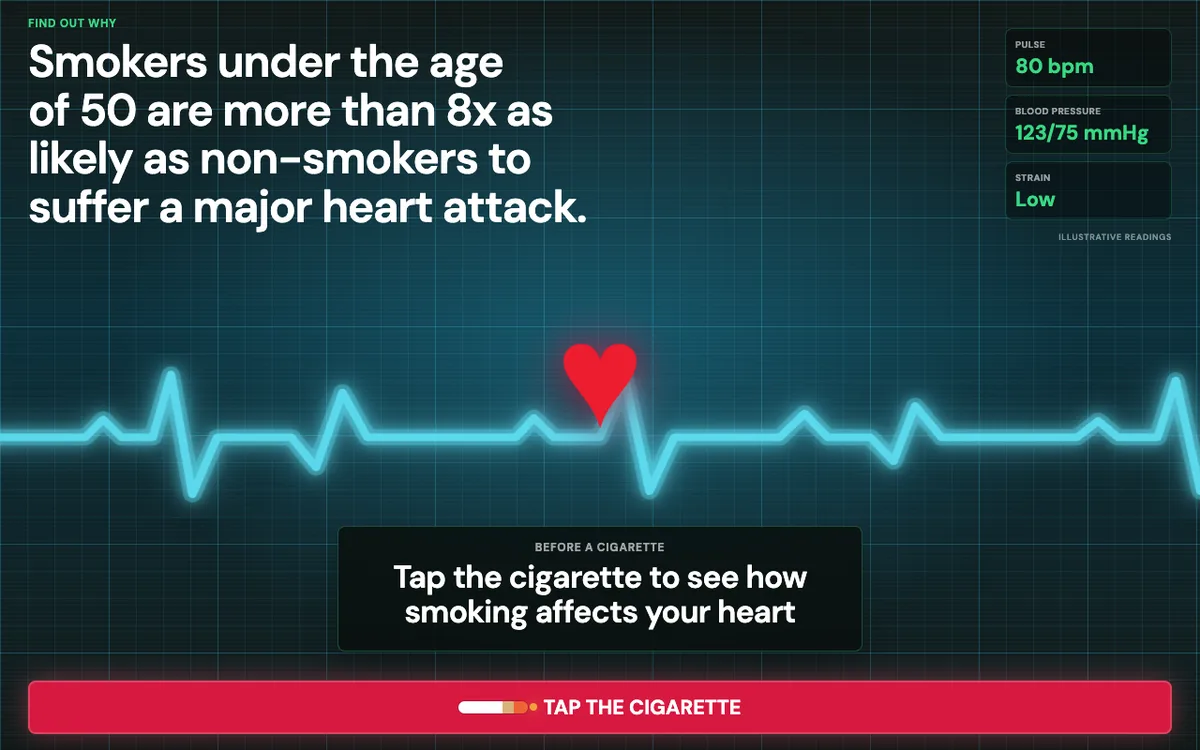 FIND OUT WHY
Smokers under the age
of 50 are more than 8x as
likely as non-smokers to
suffer a major heart attack.
PULSE
80 bpm
BLOOD PRESSURE
123/75 mmHg
STRAIN
Low
ILLUSTRATIVE READINGS
BEFORE A CIGARETTE
Tap the cigarette to see how
smoking affects your heart
TAP THE CIGARETTE